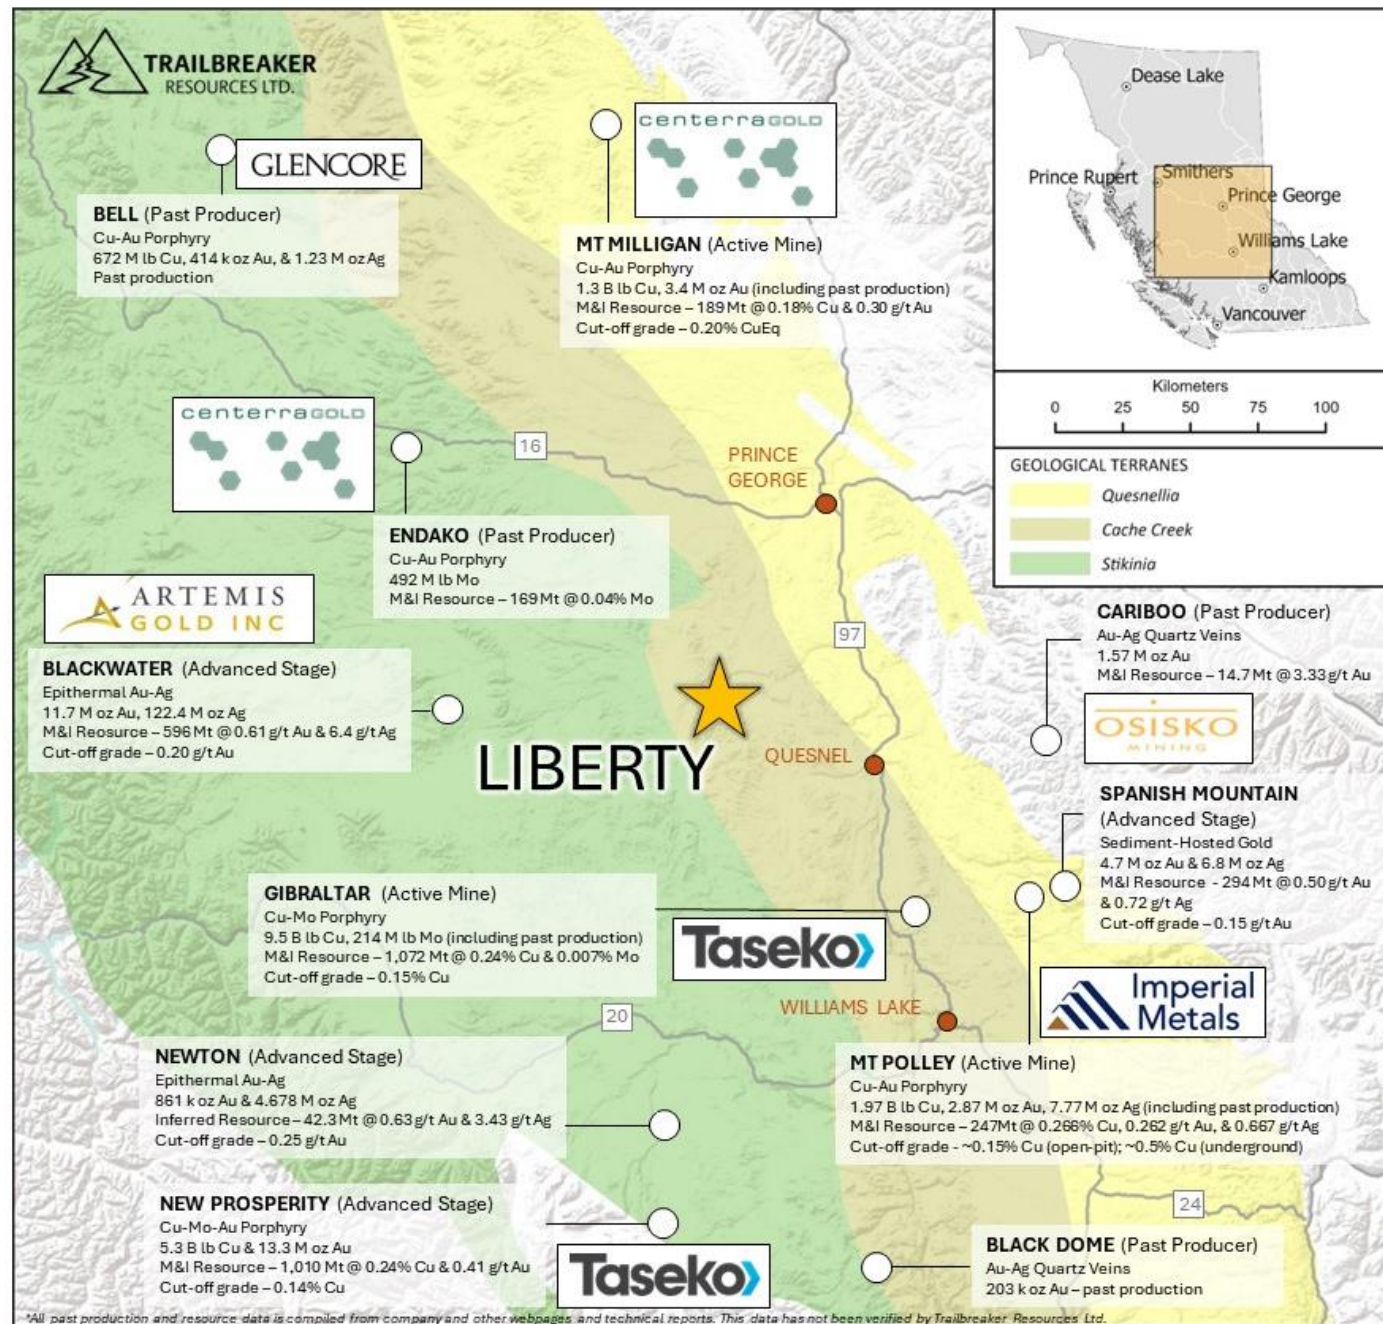 TRAILBREAKER
RESOURCES LTD.
GLENCORE
BELL (Past Producer)
Cu-Au Porphyry
672 M lb Cu, 414 k oz Au, & 1.23 M oz Ag
Past production
centerraGOLD
MT MILLIGAN (Active Mine)
Cu-Au Porphyry
1.3 B lb Cu, 3.4 M oz Au (including past production)
M&I Resource – 189 Mt @ 0.18% Cu & 0.30 g/t Au
Cut-off grade – 0.20% CuEq
Dease Lake
Prince Rupert
Smithers
Prince George
Williams Lake
Kamloops
Vancouver
Kilometers
0 25 50 75 100
GEOLOGICAL TERRANES
Quesnellia
Cache Creek
Stikinia
centerraGOLD
16
PRINCE
GEORGE
ENDAKO (Past Producer)
Cu-Au Porphyry
492 M lb Mo
M&I Resource – 169 Mt @ 0.04% Mo
97
ARTEMIS
GOLD INC
BLACKWATER (Advanced Stage)
Epithermal Au-Ag
11.7 M oz Au, 122.4 M oz Ag
M&I Reosource – 596 Mt @ 0.61 g/t Au & 6.4 g/t Ag
Cut-off grade – 0.20 g/t Au
LIBERTY
QUESNEL
CARIBOO (Past Producer)
Au-Ag Quartz Veins
1.57 M oz Au
M&I Resource – 14.7 Mt @ 3.33 g/t Au
OSISKO
MINING
SPANISH MOUNTAIN
(Advanced Stage)
Sediment-Hosted Gold
4.7 M oz Au & 6.8 M oz Ag
M&I Resource - 294 Mt @ 0.50 g/t Au
& 0.72 g/t Ag
Cut-off grade – 0.15 g/t Au
GIBRALTAR (Active Mine)
Cu-Mo Porphyry
9.5 B lb Cu, 214 M lb Mo (including past production)
M&I Resource – 1,072 Mt @ 0.24% Cu & 0.007% Mo
Cut-off grade – 0.15% Cu
Taseko
Imperial
Metals
WILLIAMS LAKE
20
NEWTON (Advanced Stage)
Epithermal Au-Ag
861 k oz Au & 4.678 M oz Ag
Inferred Resource – 42.3 Mt @ 0.63 g/t Au & 3.43 g/t Ag
Cut-off grade – 0.25 g/t Au
MT POLLEY (Active Mine)
Cu-Au Porphyry
1.97 B lb Cu, 2.87 M oz Au, 7.77 M oz Ag (including past production)
M&I Resource – 247Mt @ 0.266% Cu, 0.262 g/t Au, & 0.667 g/t Ag
Cut-off grade - ~0.15% Cu (open-pit); ~0.5% Cu (underground)
NEW PROSPERITY (Advanced Stage)
Cu-Mo-Au Porphyry
5.3 B lb Cu & 13.3 M oz Au
M&I Resource – 1,010 Mt @ 0.24% Cu & 0.41 g/t Au
Cut-off grade – 0.14% Cu
Taseko
24
BLACK DOME (Past Producer)
Au-Ag Quartz Veins
203 k oz Au – past production
*All past production and resource data is compiled from company and other webpages and technical reports. This data has not been verified by Trailbreaker Resources Ltd.